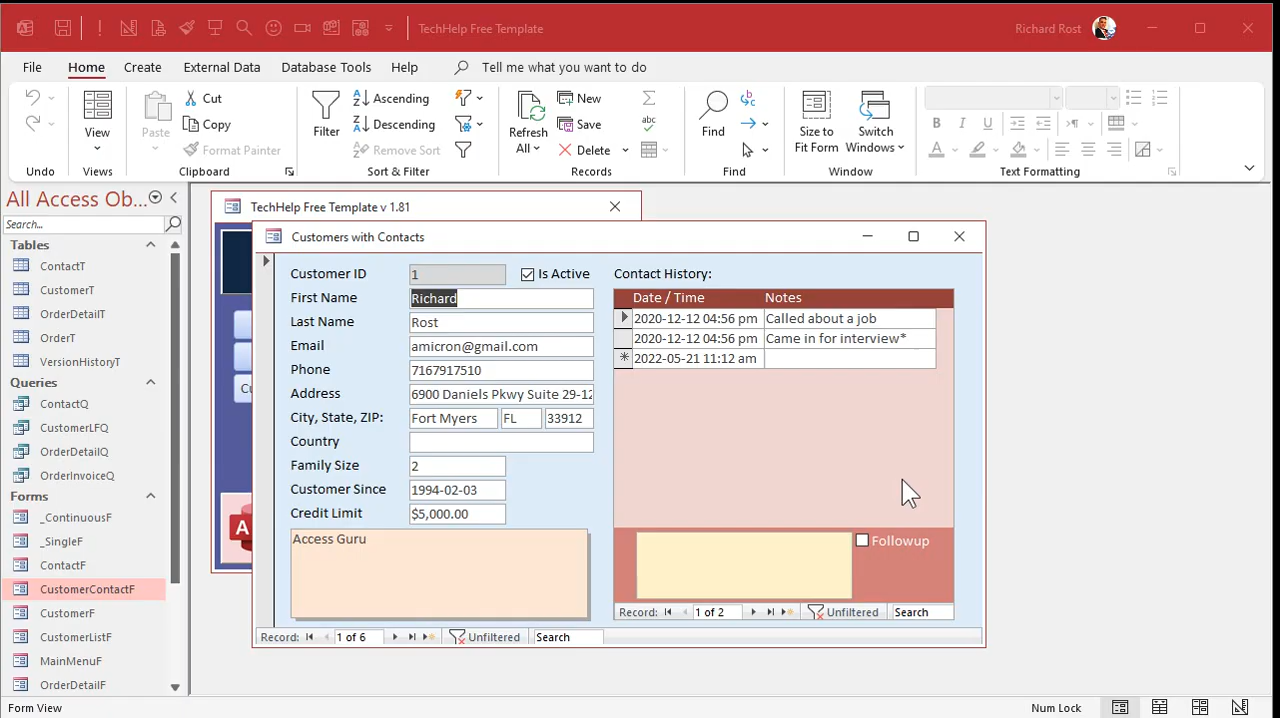 TechHelp Free Template
Richard Rost
File Home Create External Data Database Tools Help Tell me what you want to do
View
Paste
Cut
Copy
Format Painter
Filter
Ascending
Descending
Remove Sort
Refresh
All
New
Save
Delete
Find
Size to
Fit Form
Switch
Windows
B I U
A
Undo Views Clipboard Sort & Filter Records Find Window Text Formatting
All Access Ob...
Search...
Tables
ContactT
CustomerT
OrderDetailT
OrderT
VersionHistoryT
Queries
ContactQ
CustomerLFQ
OrderDetailQ
OrderInvoiceQ
Forms
_ContinuousF
_SingleF
ContactF
CustomerContactF
CustomerF
CustomerListF
MainMenuF
OrderDetailF
TechHelp Free Template v 1.81
Cu
A
Customers with Contacts
Customer ID 1 Is Active
First Name Richard
Last Name Rost
Email amicron@gmail.com
Phone 7167917510
Address 6900 Daniels Pkwy Suite 29-12
City, State, ZIP: Fort Myers FL 33912
Country
Family Size 2
Customer Since 1994-02-03
Credit Limit $5,000.00
Access Guru
Contact History:
Date / Time Notes
2020-12-12 04:56 pm Called about a job
2020-12-12 04:56 pm Came in for interview*
2022-05-21 11:12 am
Followup
Record: 1 of 2 Unfiltered Search
Record: 1 of 6 Unfiltered Search
Form View
Num Lock